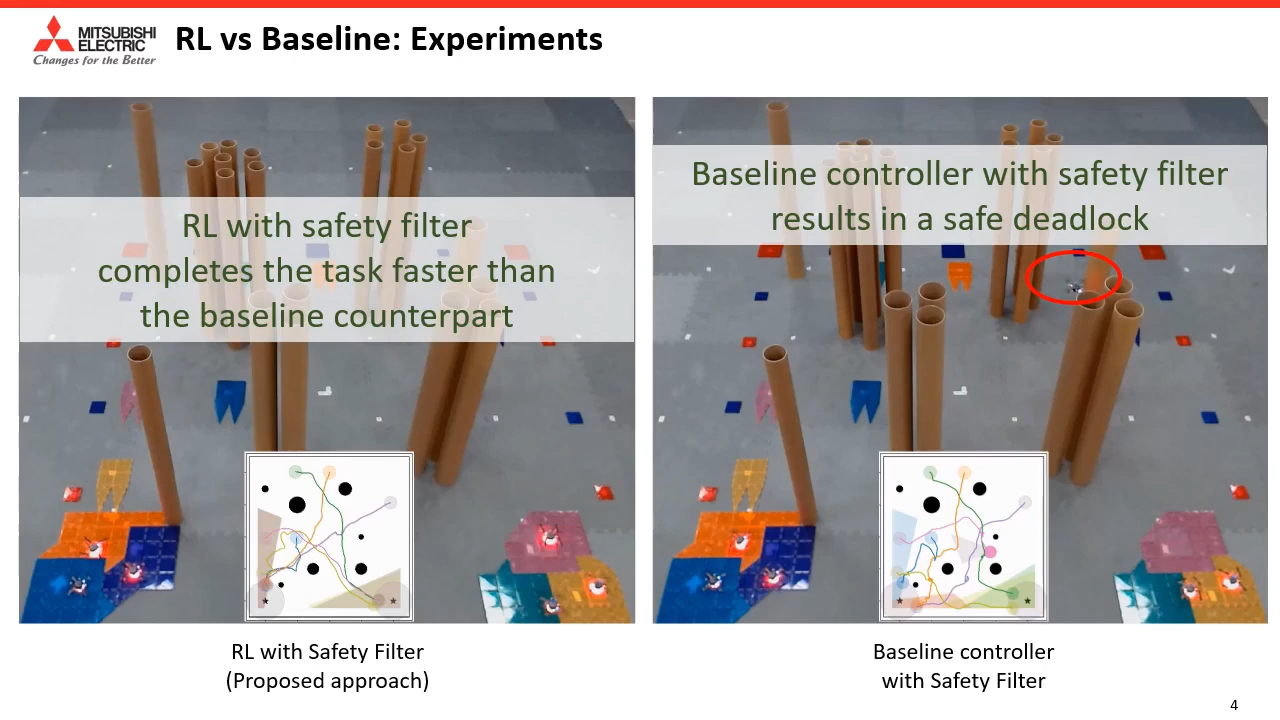 MITSUBISHI
ELECTRIC
Changes for the Better
RL vs Baseline: Experiments
RL with safety filter
completes the task faster than
the baseline counterpart
Baseline controller with safety filter
results in a safe deadlock
RL with Safety Filter
(Proposed approach)
Baseline controller
with Safety Filter
4